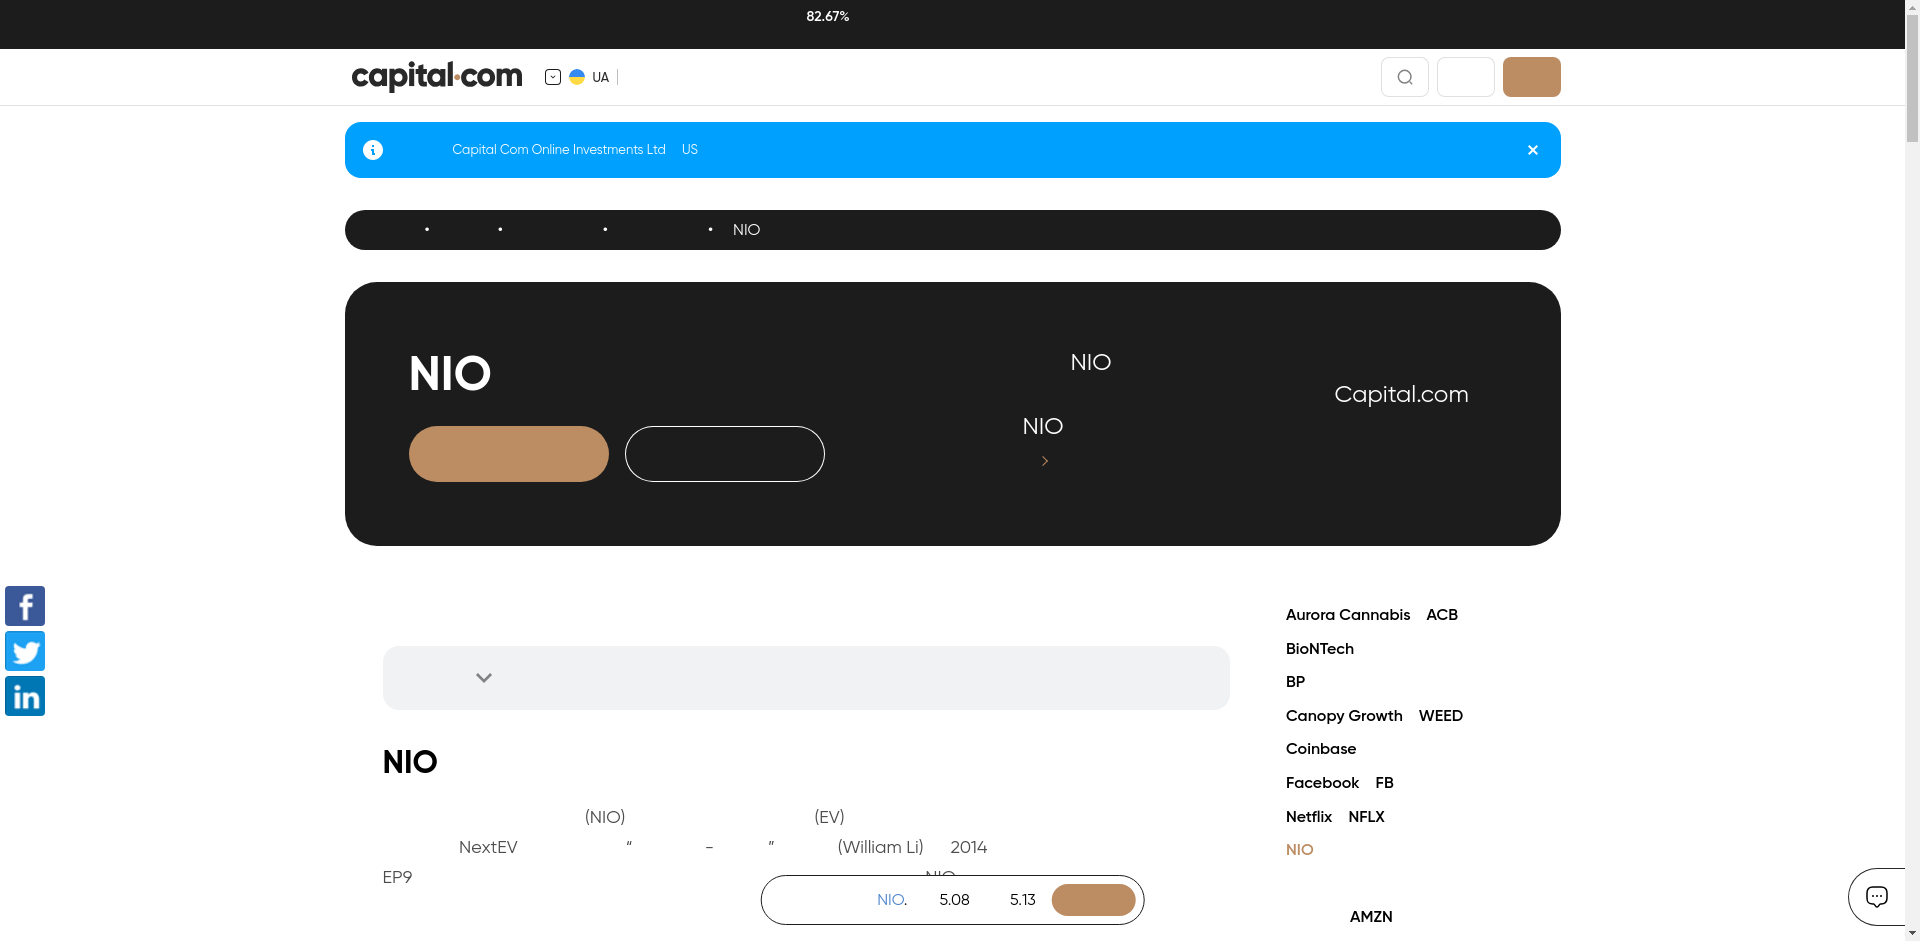 82.67%
capital.com
UA
Capital Com Online Investments Ltd US
NIO
NIO
NIO
Capital.com
NIO
NIO
(NIO) (EV)
NextEV “ - ” (William Li) 2014
EP9 NIO
Aurora Cannabis ACB
BioNTech
BP
Canopy Growth WEED
Coinbase
Facebook FB
Netflix NFLX
NIO
AMZN
NIO. 5.08 5.13